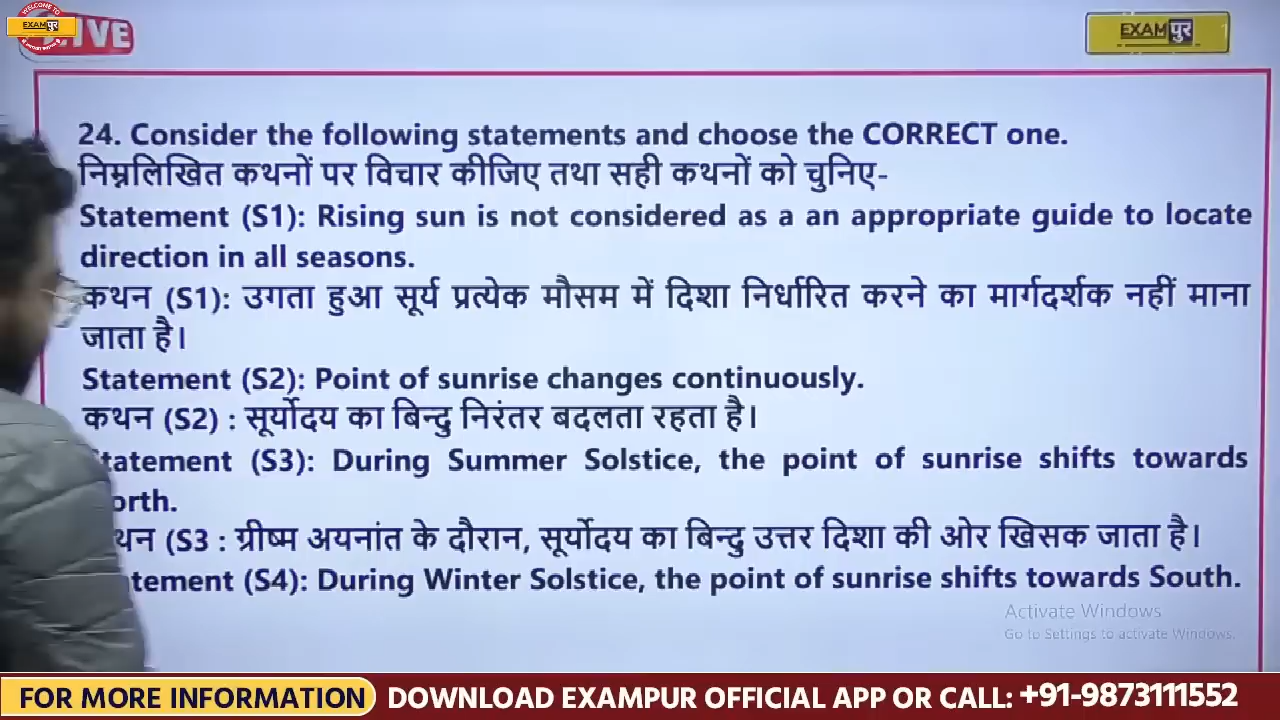 WELCOME TO
EXAMपुर
IVE
EXAMपुर
24. Consider the following statements and choose the CORRECT one.
निम्नलिखित कथनों पर विचार कीजिए तथा सही कथनों को चुनिए-
Statement (S1): Rising sun is not considered as a an appropriate guide to locate
direction in all seasons.
कथन (S1): उगता हुआ सूर्य प्रत्येक मौसम में दिशा निर्धारित करने का मार्गदर्शक नहीं माना
जाता है।
Statement (S2): Point of sunrise changes continuously.
कथन (S2) : सूर्योदय का बिन्दु निरंतर बदलता रहता है।
tatement (S3): During Summer Solstice, the point of sunrise shifts towards
orth.
थन (S3 : ग्रीष्म अयनांत के दौरान, सूर्योदय का बिन्दु उत्तर दिशा की ओर खिसक जाता है।
tement (S4): During Winter Solstice, the point of sunrise shifts towards South.
Activate Windows
Go to Settings to activate Windows.
FOR MORE INFORMATION DOWNLOAD EXAMPUR OFFICIAL APP OR CALL: +91-9873111552